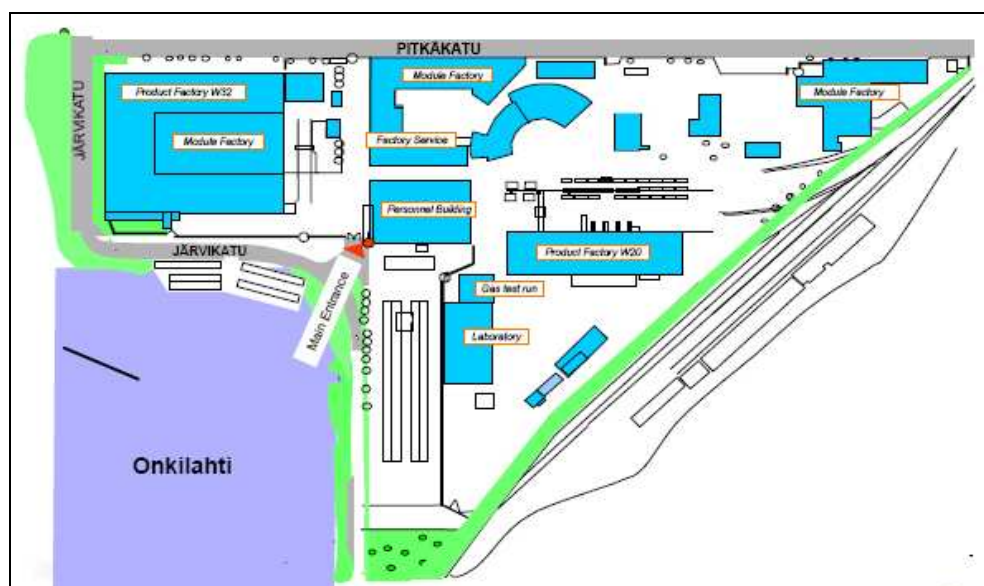 PITKÄKATU
JÄRVIKATU
Product Factory W32
Module Factory
Module Factory
Module Factory
Factory Service
Personnel Building
JÄRVIKATU
Main Entrance
Product Factory W20
Gas test run
Laboratory
Onkilahti